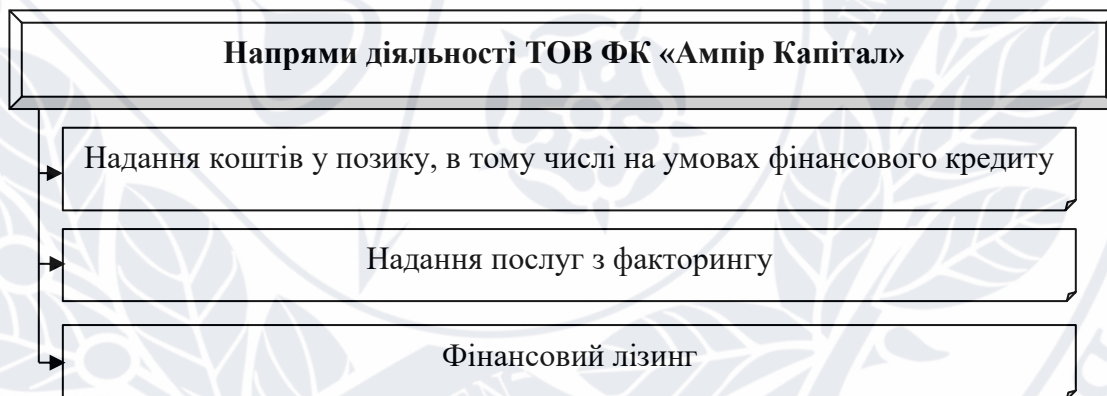 Напрями діяльності ТОВ ФК «Ампір Капітал»
Надання коштів у позику, в тому числі на умовах фінансового кредиту
Надання послуг з факторингу
Фінансовий лізинг